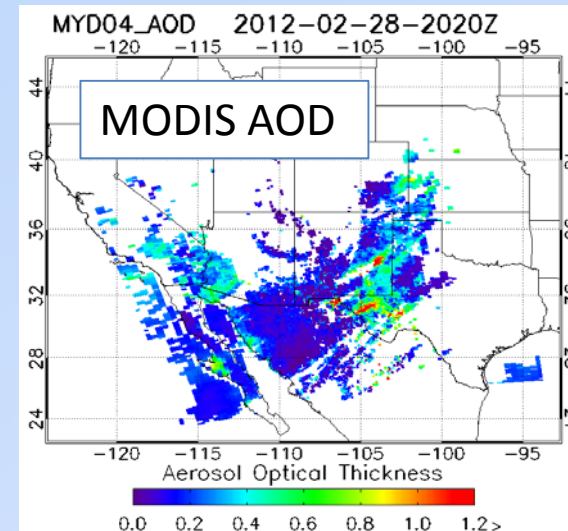 MYD04_AOD 2012-02-28-2020Z
-120 -115 -110 -105 -100 -95
44
MODIS AOD
40
36 36
32
28
24
-120 -115 -110 -105 -100 -95
Aerosol Optical Thickness
0.0 0.2 0.4 0.6 0.8 1.0 1.2>